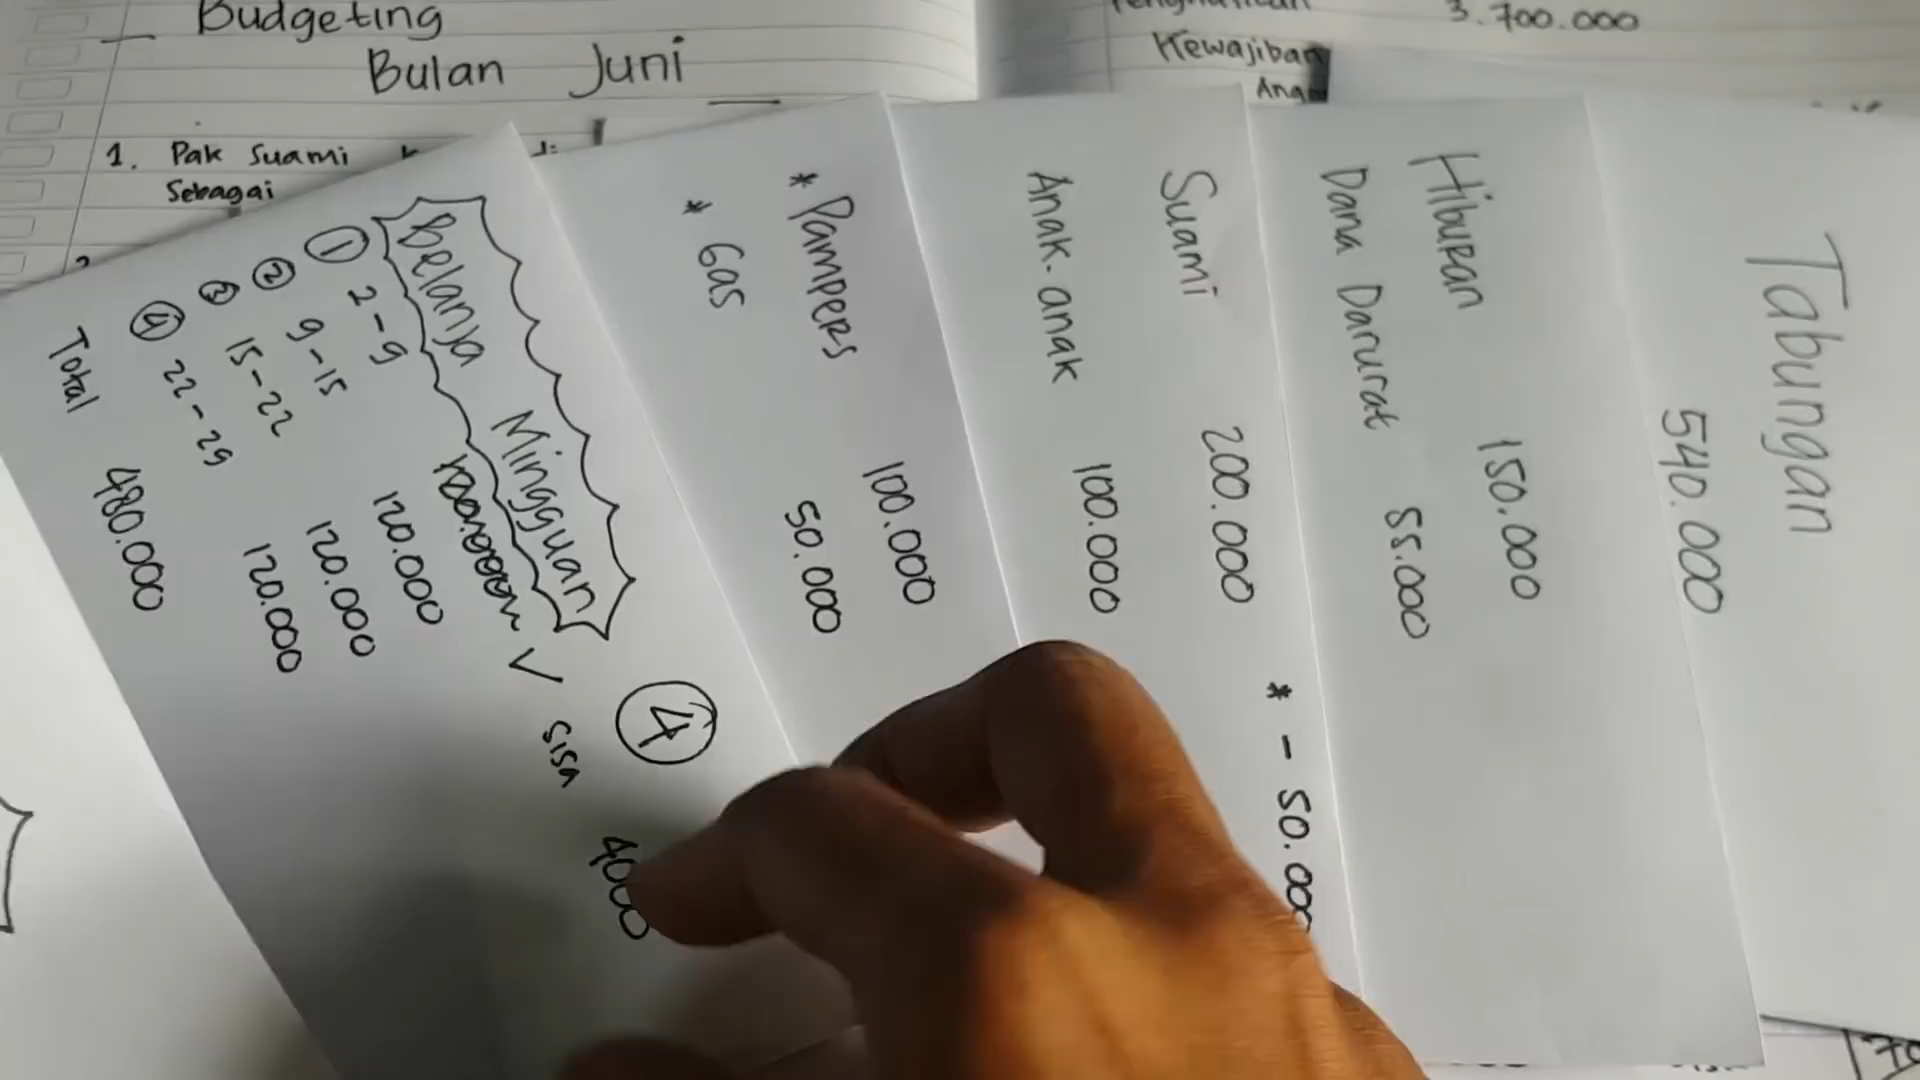 Budgeting
Bulan Juni
1. Pak Suami
Sebagai
3.700.000
Kewajiban
Belanja Mingguan
① 2 - 9 ✓ sisa 4000
② 9 - 15 120.000
③ 15 - 22 120.000
④ 22 - 29 120.000
Total 480.000
④
* Pampers 100.000
* Gas 50.000
Suami 200.000 * - 50.000
Anak-anak 100.000
Hiburan 150.000
Dana Darurat 55.000
Tabungan
540.000